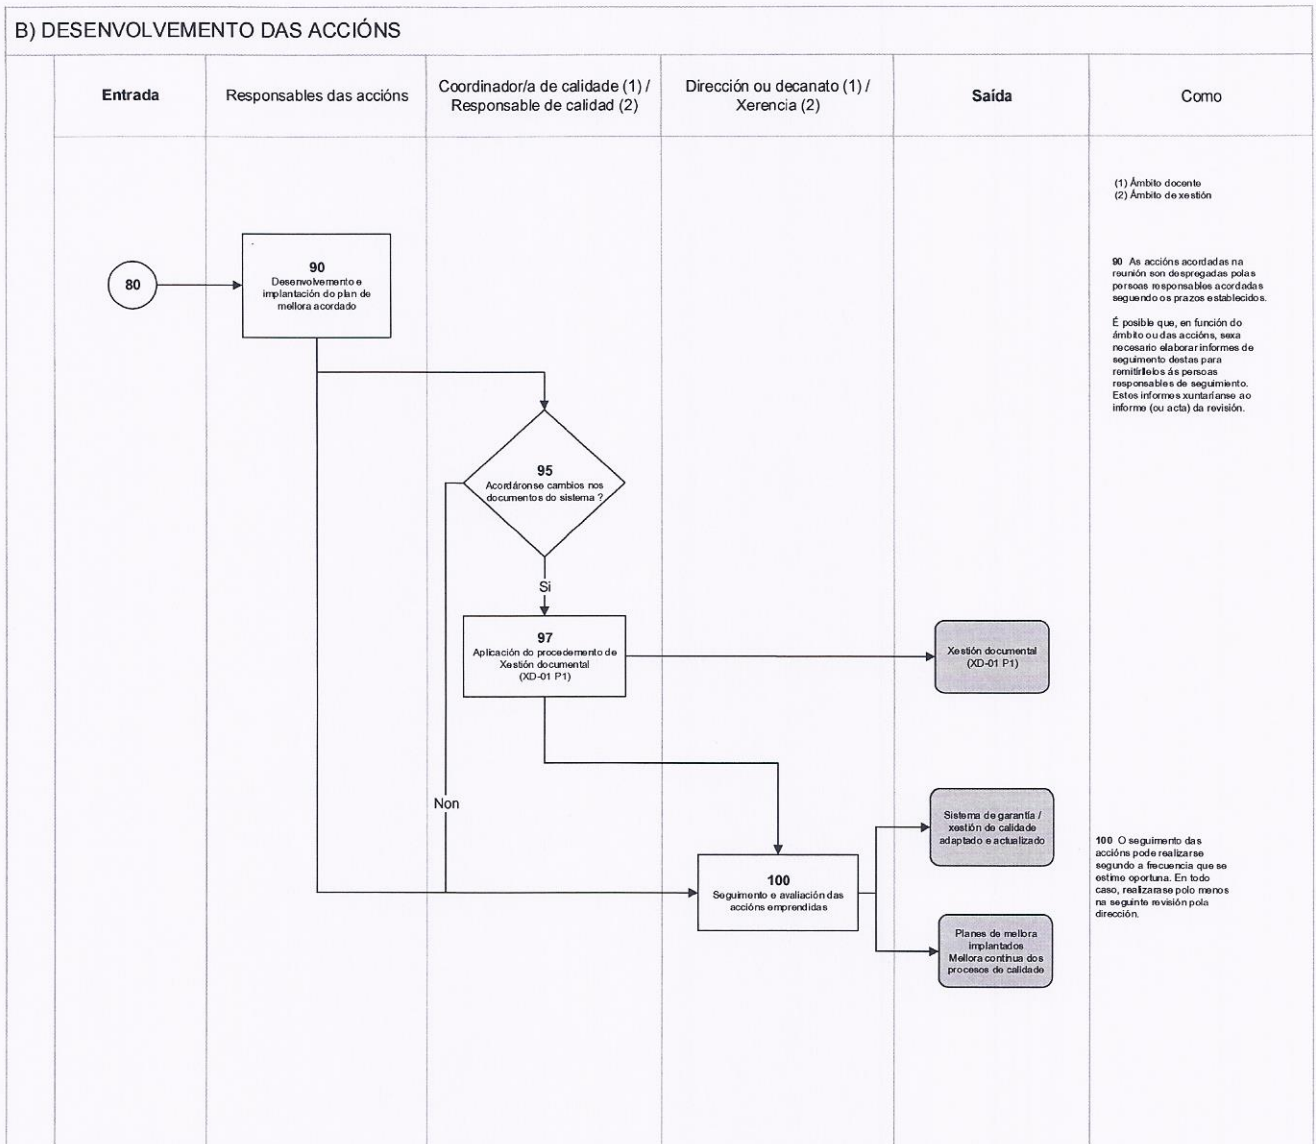 B) DESENVOLVEMENTO DAS ACCIÓNS
Entrada
Responsables das accións
Coordinador/a de calidade (1) /
Responsable de calidad (2)
Dirección ou decanato (1) /
Xerencia (2)
Saída
Como
(1) Ámbito docente
(2) Ámbito de xestión
80
90
Desenvolvemento e
implantación do plan de
mellora acordado
90 As accións acordadas na
reunión son despregadas polas
persoas responsables acordadas
seguendo os prazos establecidos.
É posible que, en función do
ámbito ou das accións, sexa
necesario elaborar informes de
seguimento destas para
remitírllelos ás persoas
responsables de seguimiento.
Estes informes xuntaríanse ao
informe (ou acta) da revisión.
95
Acordáronse cambios nos
documentos do sistema ?
Si
97
Aplicación do procedemento de
Xestión documental
(XD-01 P1)
Xestión documental
(XD-01 P1)
Non
Sistema de garantía /
xestión de calidade
adaptado e actualizado
100
Seguimento e avaliación das
accións emprendidas
Planes de mellora
implantados
Mellora continua dos
procesos de calidade
100 O seguimento das
accións pode realizarse
segundo a frecuencia que se
estime oportuna. En todo
caso, realizarase polo menos
na seguinte revisión pola
dirección.